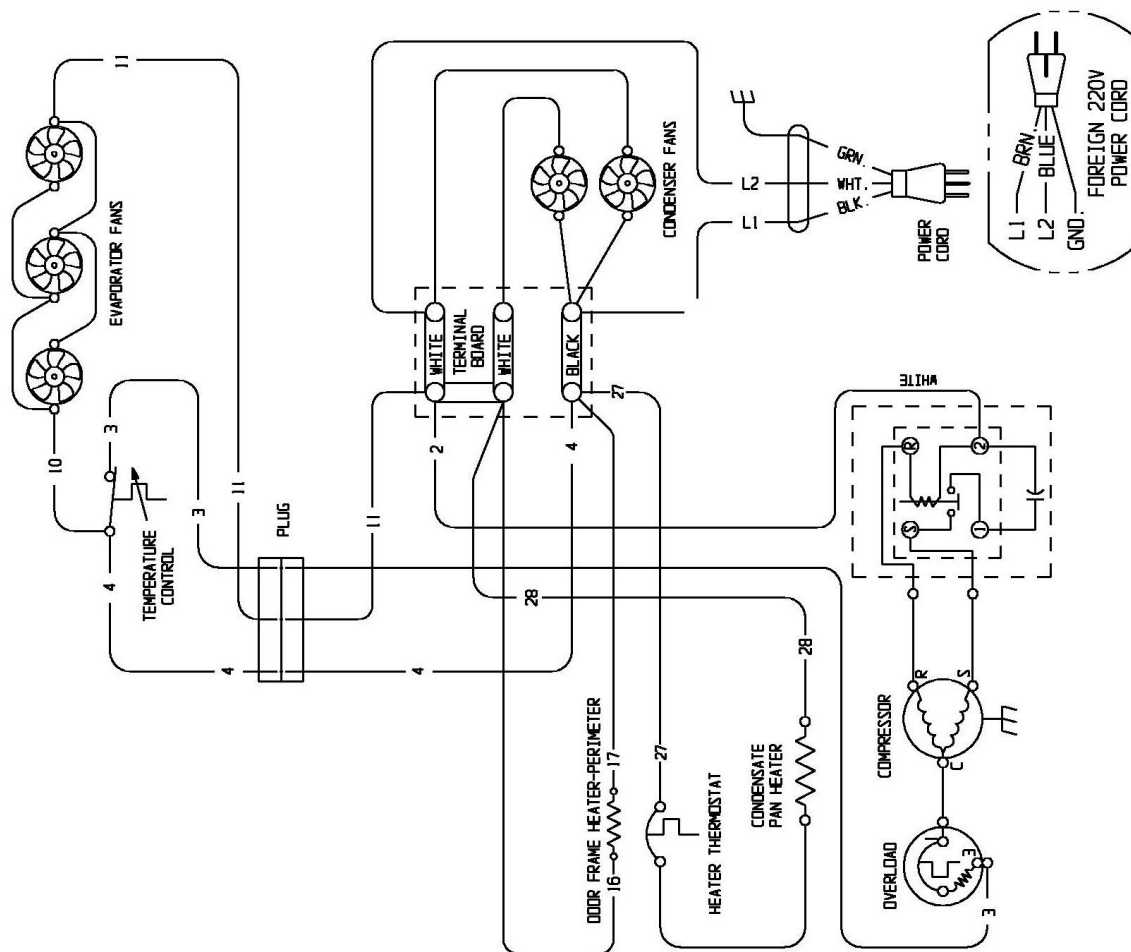 11
EVAPORATOR FANS
10
3
TEMPERATURE
CONTROL
4
3
11
PLUG
4
4
11
WHITE
TERMINAL
BOARD
WHITE
BLACK
2
4
27
28
CONDENSER FANS
L2
L1
GRN.
WHT.
BLK.
POWER
CORD
BRN.
BLUE
L1
L2
GND.
FOREIGN 220V
POWER CORD
WHITE
R
2
S
1
DOOR FRAME HEATER-PERIMETER
16
17
HEATER THERMOSTAT
27
CONDENSATE
PAN HEATER
28
COMPRESSOR
R
S
C
OVERLOAD
1
3
3